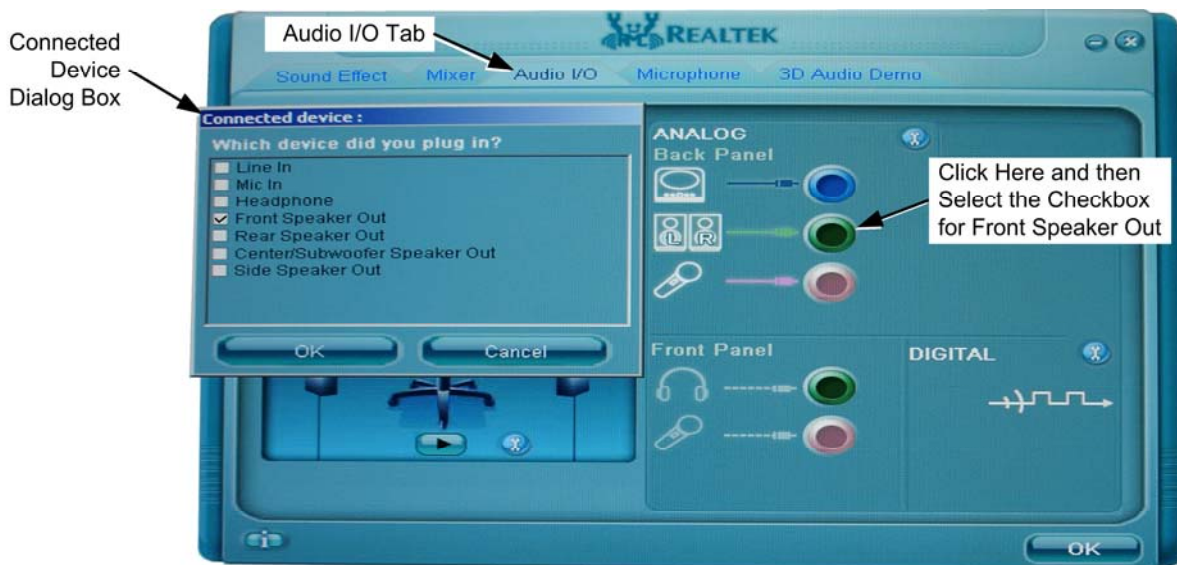 Connected
Device
Dialog Box
Audio I/O Tab
REALTEK
Sound Effect
Mixer
Audio I/O
Microphone
3D Audio Demo
Connected device :
Which device did you plug in?
Line In
Mic In
Headphone
Front Speaker Out
Rear Speaker Out
Center/Subwoofer Speaker Out
Side Speaker Out
OK
Cancel
ANALOG
Back Panel
L R
Click Here and then
Select the Checkbox
for Front Speaker Out
Front Panel
DIGITAL
i
OK